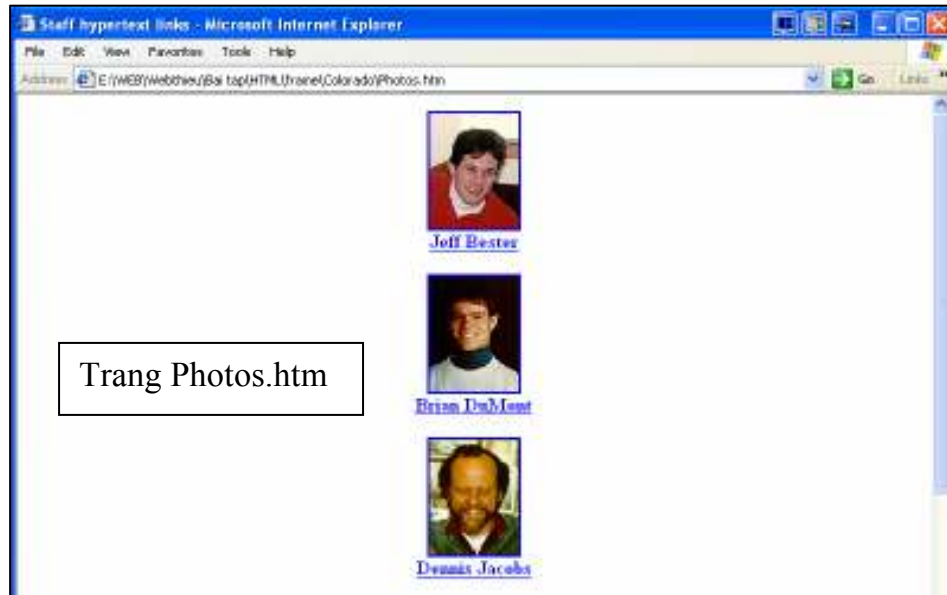 Staff hypertext links - Microsoft Internet Explorer
File Edit View Favorites Tools Help
Address E:\WEB\Webthieu\Bai tap\HTML\frame\Colorado\Photos.htm Go Links »
Jeff Bester
Trang Photos.htm
Brian DuMont
Dennis Jacobs